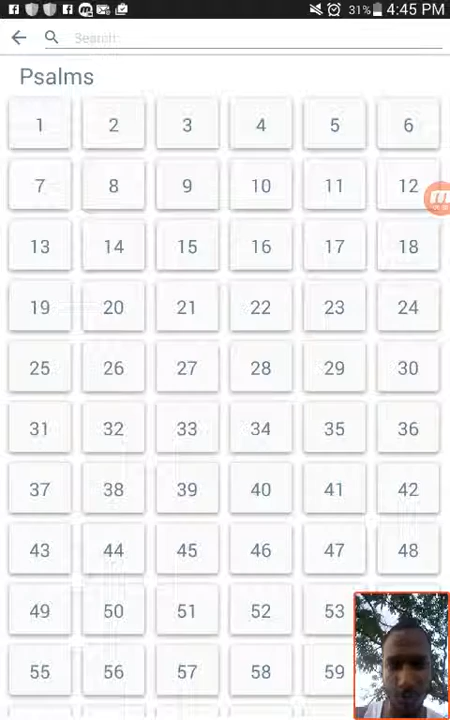 31% 4:45 PM
Search
Psalms
1 2 3 4 5 6
7 8 9 10 11 12
13 14 15 16 17 18
19 20 21 22 23 24
25 26 27 28 29 30
31 32 33 34 35 36
37 38 39 40 41 42
43 44 45 46 47 48
49 50 51 52 53
55 56 57 58 59